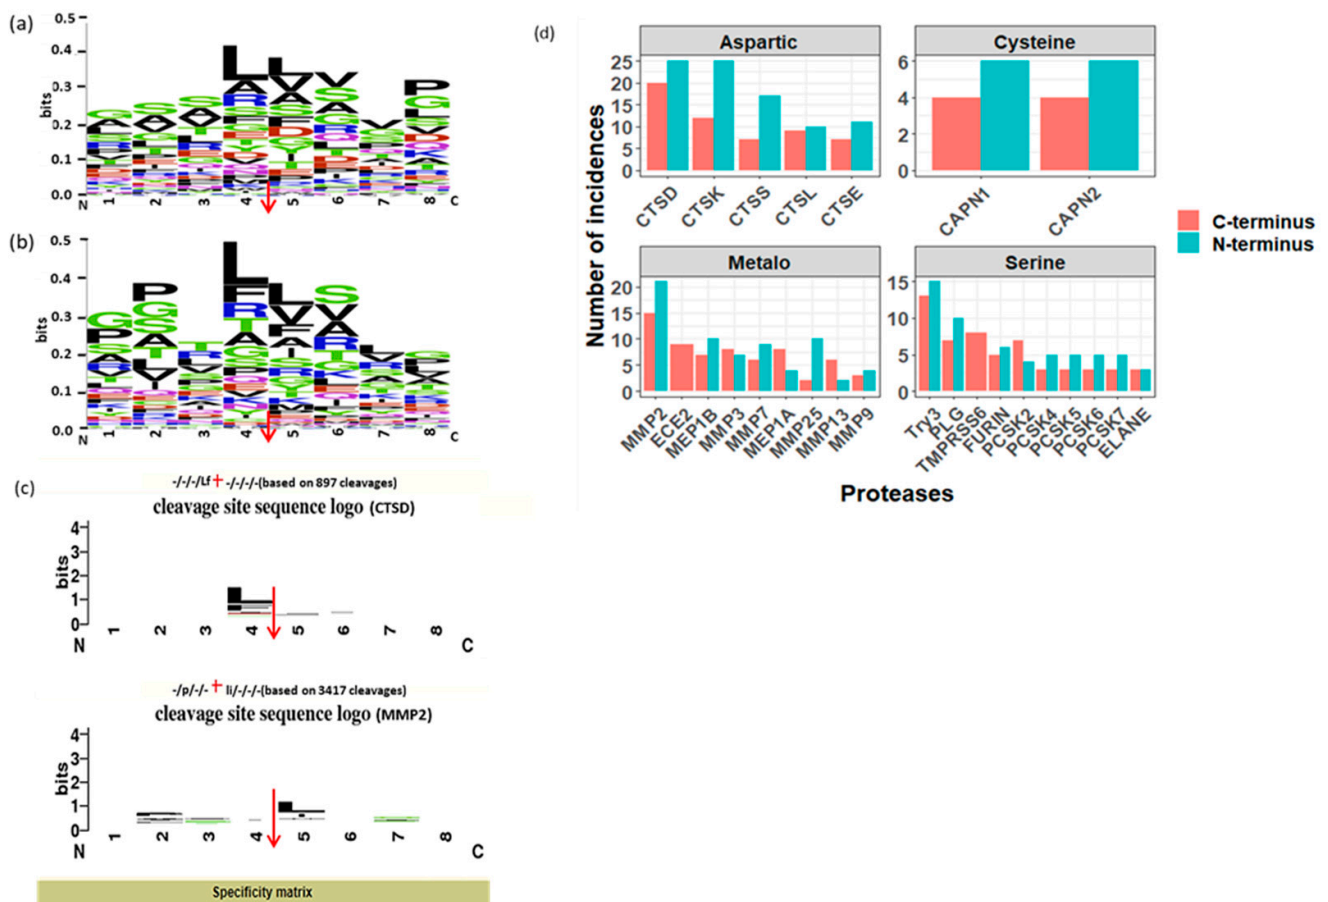 (a)
0.5
0.4
0.3
0.2
0.1
0.0
bits
N 1 2 3 4 5 6 7 8 C
(b)
0.5
0.4
0.3
0.2
0.1
0.0
bits
N 1 2 3 4 5 6 7 8 C
(c)
-/-/-/Lf + -/-/-/-(based on 897 cleavages)
cleavage site sequence logo (CTSD)
4
3
2
1
0
bits
1 2 3 4 5 6 7 8
N C
-/p/-/- + li/-/-/-(based on 3417 cleavages)
cleavage site sequence logo (MMP2)
4
3
2
1
0
bits
1 2 3 4 5 6 7 8
N C
Specificity matrix
(d)
Number of incidences
Aspartic
25
20
15
10
5
0
CTSD CTSK CTSS CTSL CTSE
Cysteine
6
4
2
0
CAPN1 CAPN2
Metalo
20
15
10
5
0
MMP2 ECE2 MEP1B MMP3 MMP7 MEP1A MMP25 MMP13 MMP9
Serine
15
10
5
0
Try3 PLG TMPRSS6 FURIN PCSK2 PCSK4 PCSK5 PCSK6 PCSK7 ELANE
Proteases
C-terminus
N-terminus